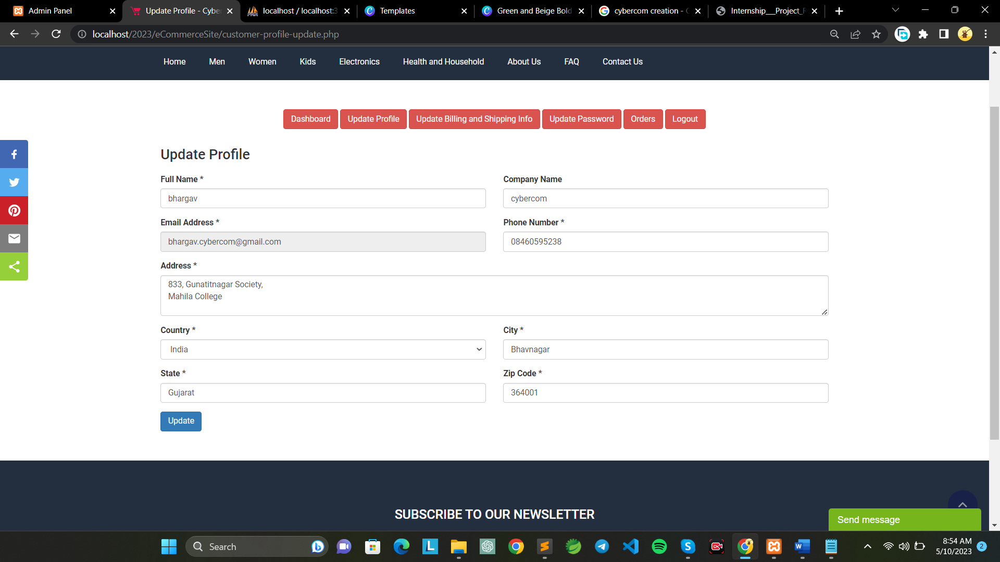 Admin Panel
Update Profile - Cyber
localhost / localhost:3
Templates
Green and Beige Bold
cybercom creation -
Internship___Project_R
localhost/2023/eCommerceSite/customer-profile-update.php
Home Men Women Kids Electronics Health and Household About Us FAQ Contact Us
Dashboard Update Profile Update Billing and Shipping Info Update Password Orders Logout
Update Profile
Full Name *
Company Name
bhargav
cybercom
Email Address *
Phone Number *
bhargav.cybercom@gmail.com
08460595238
Address *
833, Gunatitnagar Society,
Mahila College
Country *
City *
India
Bhavnagar
State *
Zip Code *
Gujarat
364001
Update
SUBSCRIBE TO OUR NEWSLETTER
Send message
Search
8:54 AM
5/10/2023
2